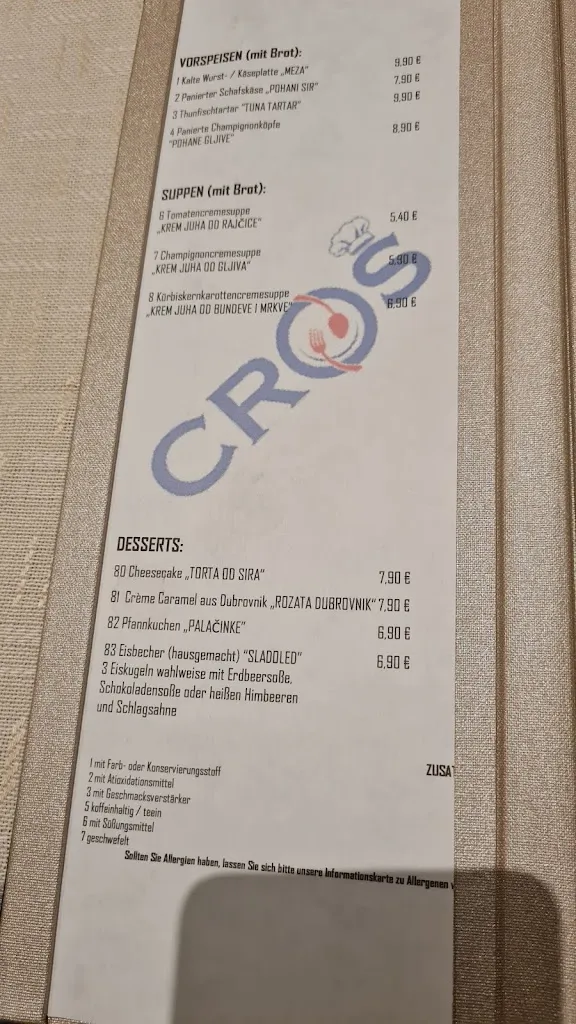 VORSPEISEN (mit Brot):
1 Kalte Wurst- / Käseplatte „MEZA" 9,90 €
2 Panierter Schafskäse „POHANI SIR" 7,90 €
3 Thunfischtartar "TUNA TARTAR" 9,90 €
4 Panierte Champignonköpfe
"POHANE GLJIVE" 8,90 €
SUPPEN (mit Brot):
6 Tomatencremesuppe
„KREM JUHA OD RAJČICE" 5,40 €
7 Champignoncremesuppe
„KREM JUHA OD GLJIVA" 5,90 €
8 Kürbiskernkarottencremesuppe
„KREM JUHA OD BUNDEVE I MRKVE" 6,90 €
CROS
DESSERTS:
80 Cheesecake „TORTA OD SIRA" 7,90 €
81 Crème Caramel aus Dubrovnik „ROZATA DUBROVNIK" 7,90 €
82 Pfannkuchen „PALAČINKE" 6,90 €
83 Eisbecher (hausgemacht) "SLADOLED" 6,90 €
3 Eiskugeln wahlweise mit Erdbeersoße,
Schokoladensoße oder heißen Himbeeren
und Schlagsahne
1 mit Farb- oder Konservierungsstoff
2 mit Atioxidationsmittel
3 mit Geschmacksverstärker
5 koffeinhaltig / teein
6 mit Süßungsmittel
7 geschwefelt
ZUSAT
Sollten Sie Allergien haben, lassen Sie sich bitte unsere Informationskarte zu Allergenen